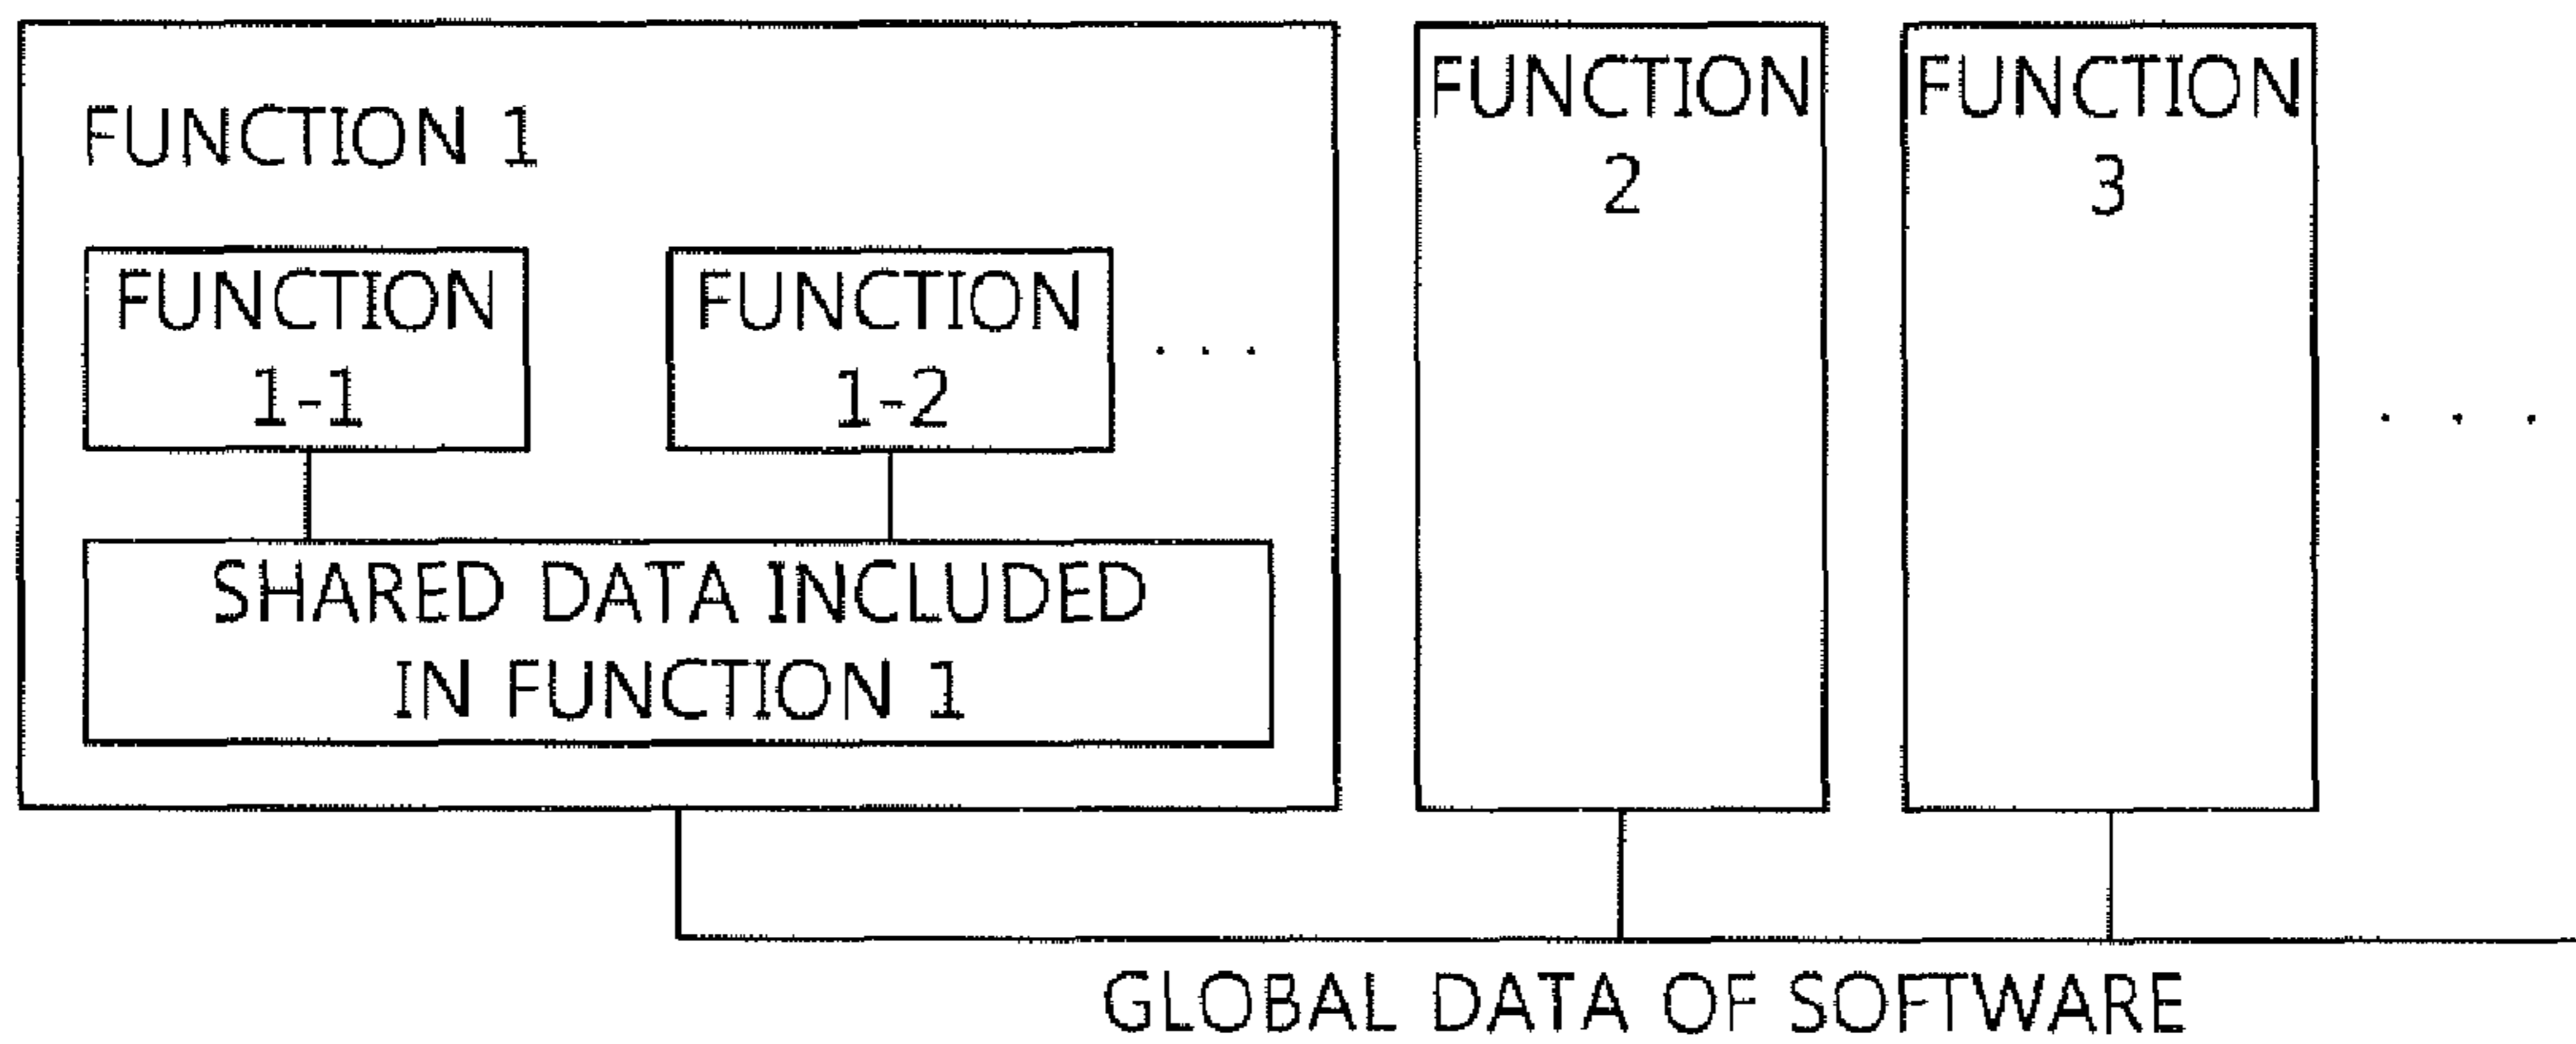 FUNCTION 1
FUNCTION
1-1
FUNCTION
1-2
. . .
SHARED DATA INCLUDED
IN FUNCTION 1
FUNCTION
2
FUNCTION
3
. . .
GLOBAL DATA OF SOFTWARE